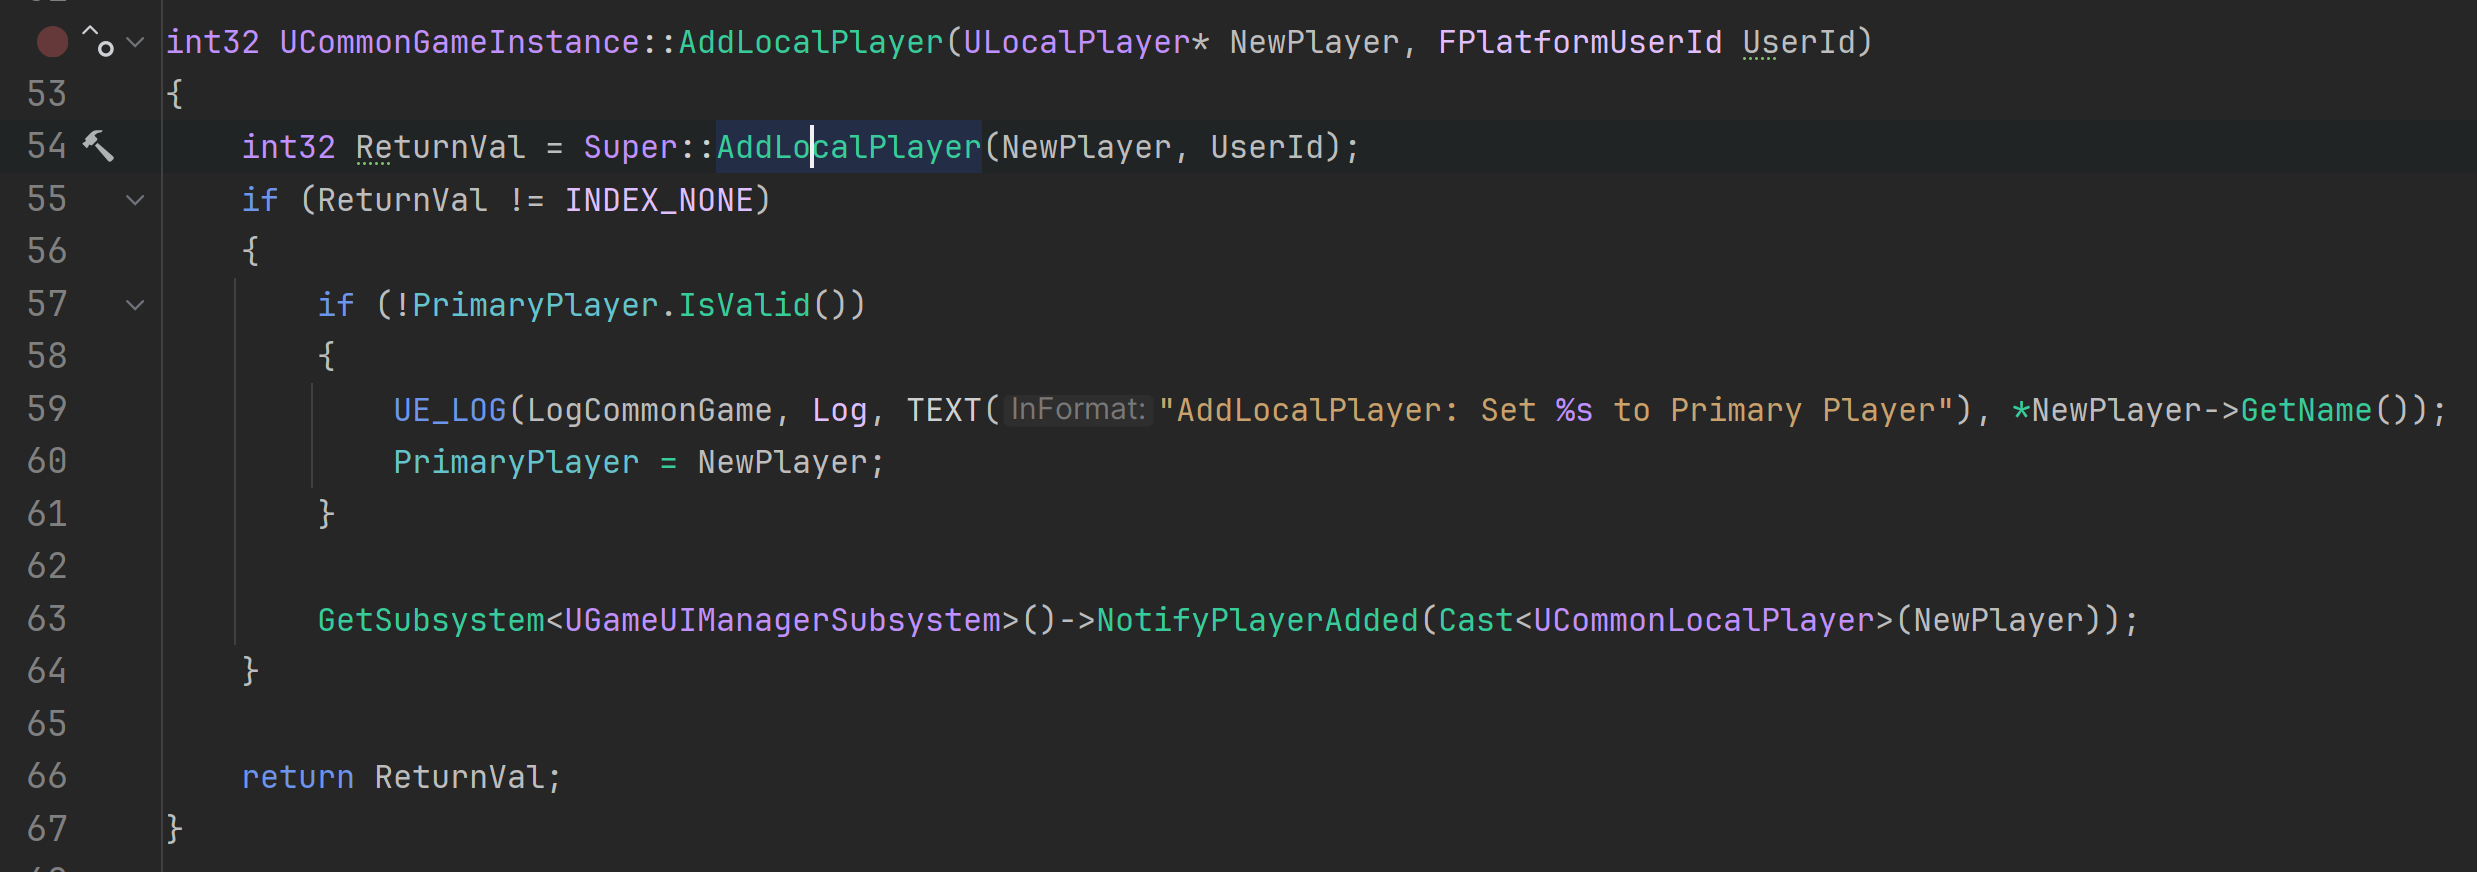 int32 UCommonGameInstance::AddLocalPlayer(ULocalPlayer* NewPlayer, FPlatformUserId UserId)
53 {
54 int32 ReturnVal = Super::AddLocalPlayer(NewPlayer, UserId);
55 if (ReturnVal != INDEX_NONE)
56 {
57 if (!PrimaryPlayer.IsValid())
58 {
59 UE_LOG(LogCommonGame, Log, TEXT(InFormat: "AddLocalPlayer: Set %s to Primary Player"), *NewPlayer->GetName());
60 PrimaryPlayer = NewPlayer;
61 }
62
63 GetSubsystem<UGameUIManagerSubsystem>()->NotifyPlayerAdded(Cast<UCommonLocalPlayer>(NewPlayer));
64 }
65
66 return ReturnVal;
67 }